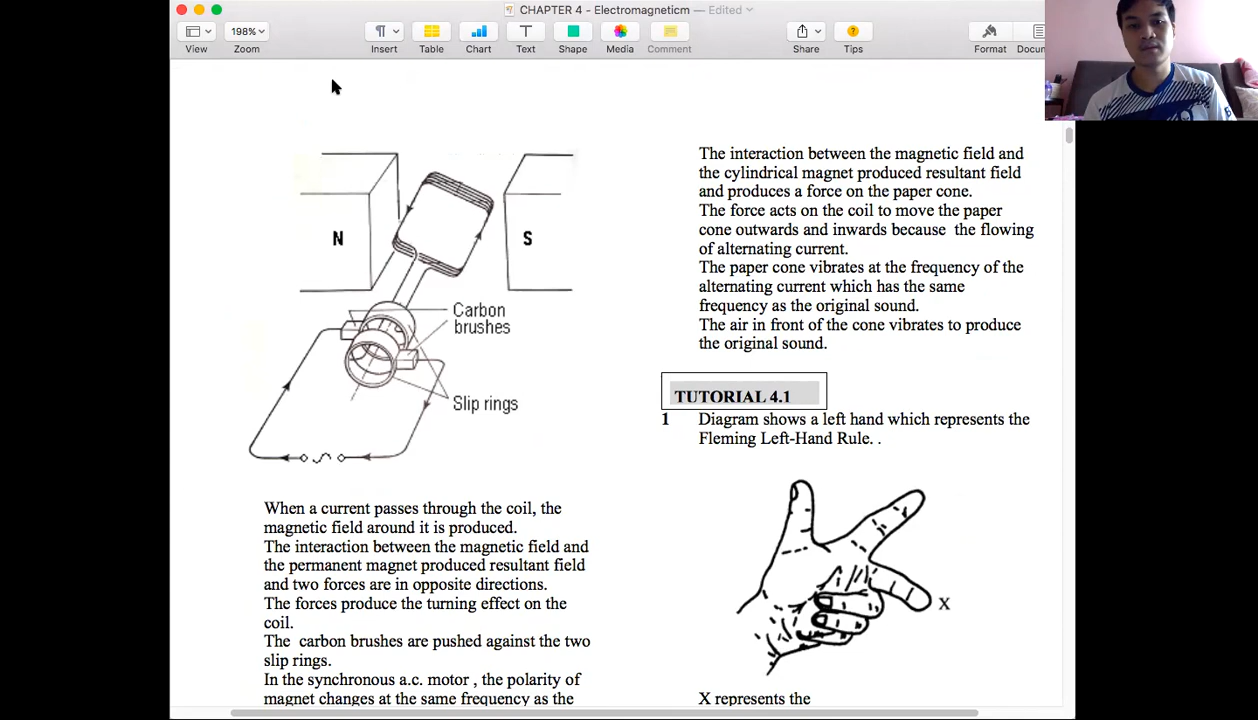 CHAPTER 4 - Electromagneticm — Edited
198%
View
Zoom
Insert
Table
Chart
Text
Shape
Media
Comment
Share
Tips
Format
Docum
N
S
Carbon
brushes
Slip rings
When a current passes through the coil, the
magnetic field around it is produced.
The interaction between the magnetic field and
the permanent magnet produced resultant field
and two forces are in opposite directions.
The forces produce the turning effect on the
coil.
The carbon brushes are pushed against the two
slip rings.
In the synchronous a.c. motor , the polarity of
magnet changes at the same frequency as the
The interaction between the magnetic field and
the cylindrical magnet produced resultant field
and produces a force on the paper cone.
The force acts on the coil to move the paper
cone outwards and inwards because the flowing
of alternating current.
The paper cone vibrates at the frequency of the
alternating current which has the same
frequency as the original sound.
The air in front of the cone vibrates to produce
the original sound.
TUTORIAL 4.1
1 Diagram shows a left hand which represents the
Fleming Left-Hand Rule. .
X
X represents the